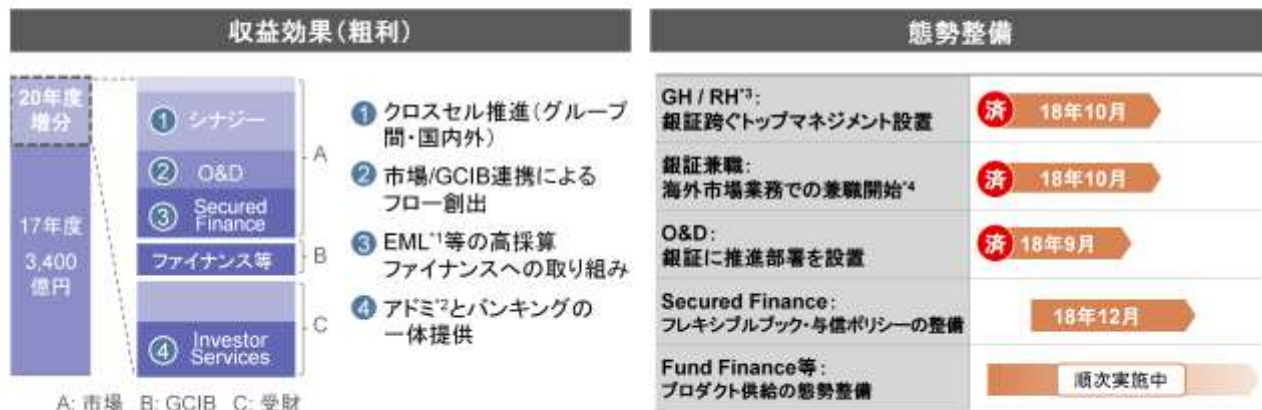 収益効果(粗利)
20年度
増分
17年度
3,400
億円
① シナジー
② O&D
③ Secured
Finance
ファイナンス等
④ Investor
Services
A
B
C
① クロスセル推進(グループ
間・国内外)
② 市場/GCIB連携による
フロー創出
③ EML*1等の高採算
ファイナンスへの取り組み
④ アドミ*2とバンキングの
一体提供
A: 市場 B: GCIB C: 受財
態勢整備
GH / RH*3:
銀証跨ぐトップマネジメント設置
済 18年10月
銀証兼職:
海外市場業務での兼職開始*4
済 18年10月
O&D:
銀証に推進部署を設置
済 18年9月
Secured Finance:
フレキシブルブック・与信ポリシーの整備
18年12月
Fund Finance等:
プロダクト供給の態勢整備
順次実施中